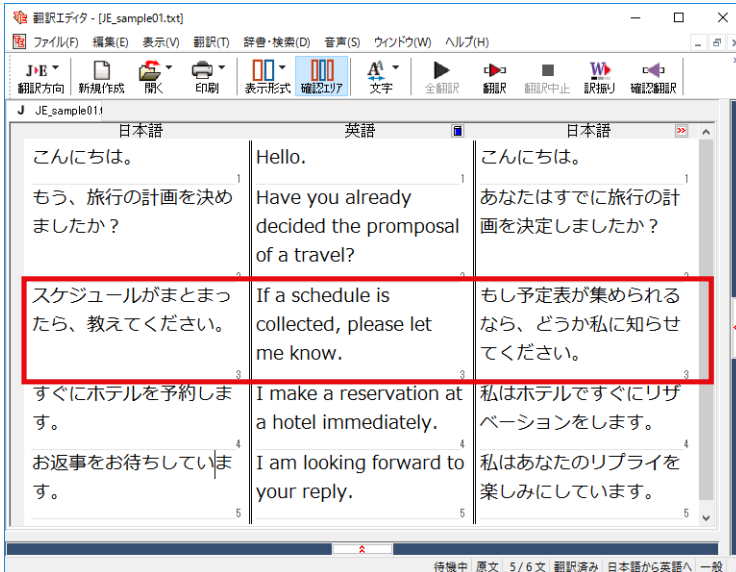 翻訳エディタ - [JE_sample01.txt]
ファイル(F) 編集(E) 表示(V) 翻訳(T) 辞書・検索(D) 音声(S) ウィンドウ(W) ヘルプ(H)
J▶E
翻訳方向 新規作成 開く 印刷 表示形式 確認エリア 文字 全翻訳 翻訳 翻訳中止 訳振り 確認翻訳
J JE_sample01.t
日本語 英語 日本語
こんにちは。
1
Hello.
1
こんにちは。
1
もう、旅行の計画を決め
ましたか？
Have you already
decided the promposal
of a travel?
あなたはすでに旅行の計
画を決定しましたか？
スケジュールがまとまっ
たら、教えてください。
3
If a schedule is
collected, please let
me know.
3
もし予定表が集められる
なら、どうか私に知らせ
てください。
3
すぐにホテルを予約しま
す。
4
I make a reservation at
a hotel immediately.
4
私はホテルですぐにリザ
ベーションをします。
4
お返事をお待ちしていま
す。
5
I am looking forward to
your reply.
5
私はあなたのリプライを
楽しみにしています。
5
待機中 原文 5/6文 翻訳済み 日本語から英語へ 一般